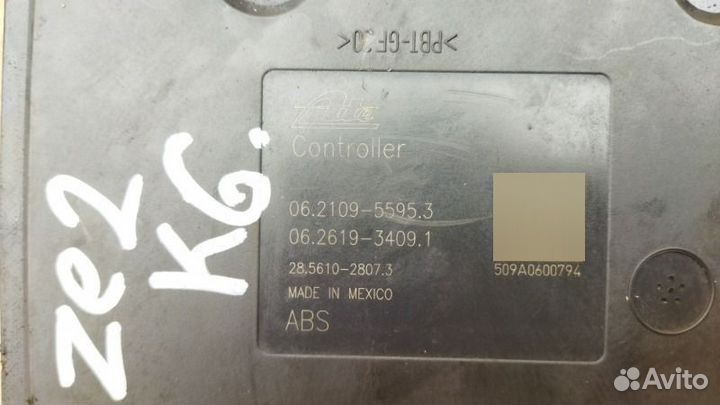 >PBT-GF30<
Ate
Controller
06.2109-5595.3
06.2619-3409.1
28.5610-2807.3
509A0600794
MADE IN MEXICO
ABS
ze2
K6.
Avito